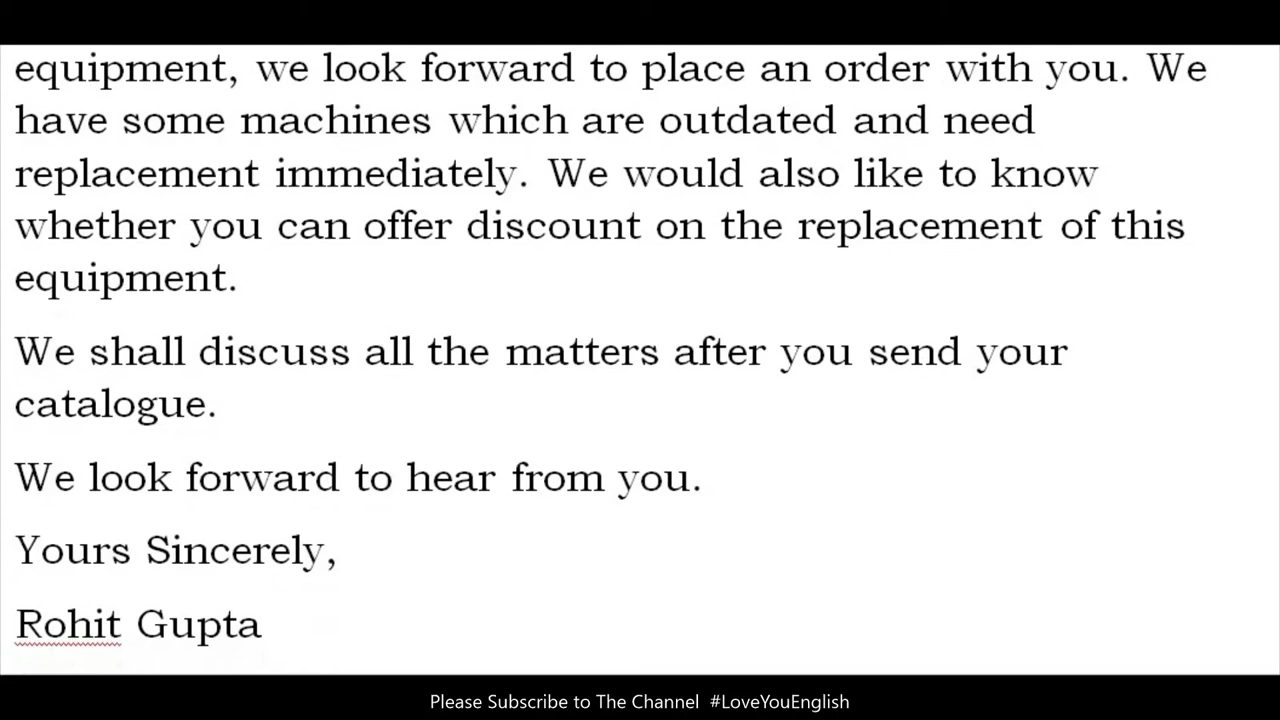 equipment, we look forward to place an order with you. We
have some machines which are outdated and need
replacement immediately. We would also like to know
whether you can offer discount on the replacement of this
equipment.
We shall discuss all the matters after you send your
catalogue.
We look forward to hear from you.
Yours Sincerely,
Rohit Gupta
Please Subscribe to The Channel #LoveYouEnglish